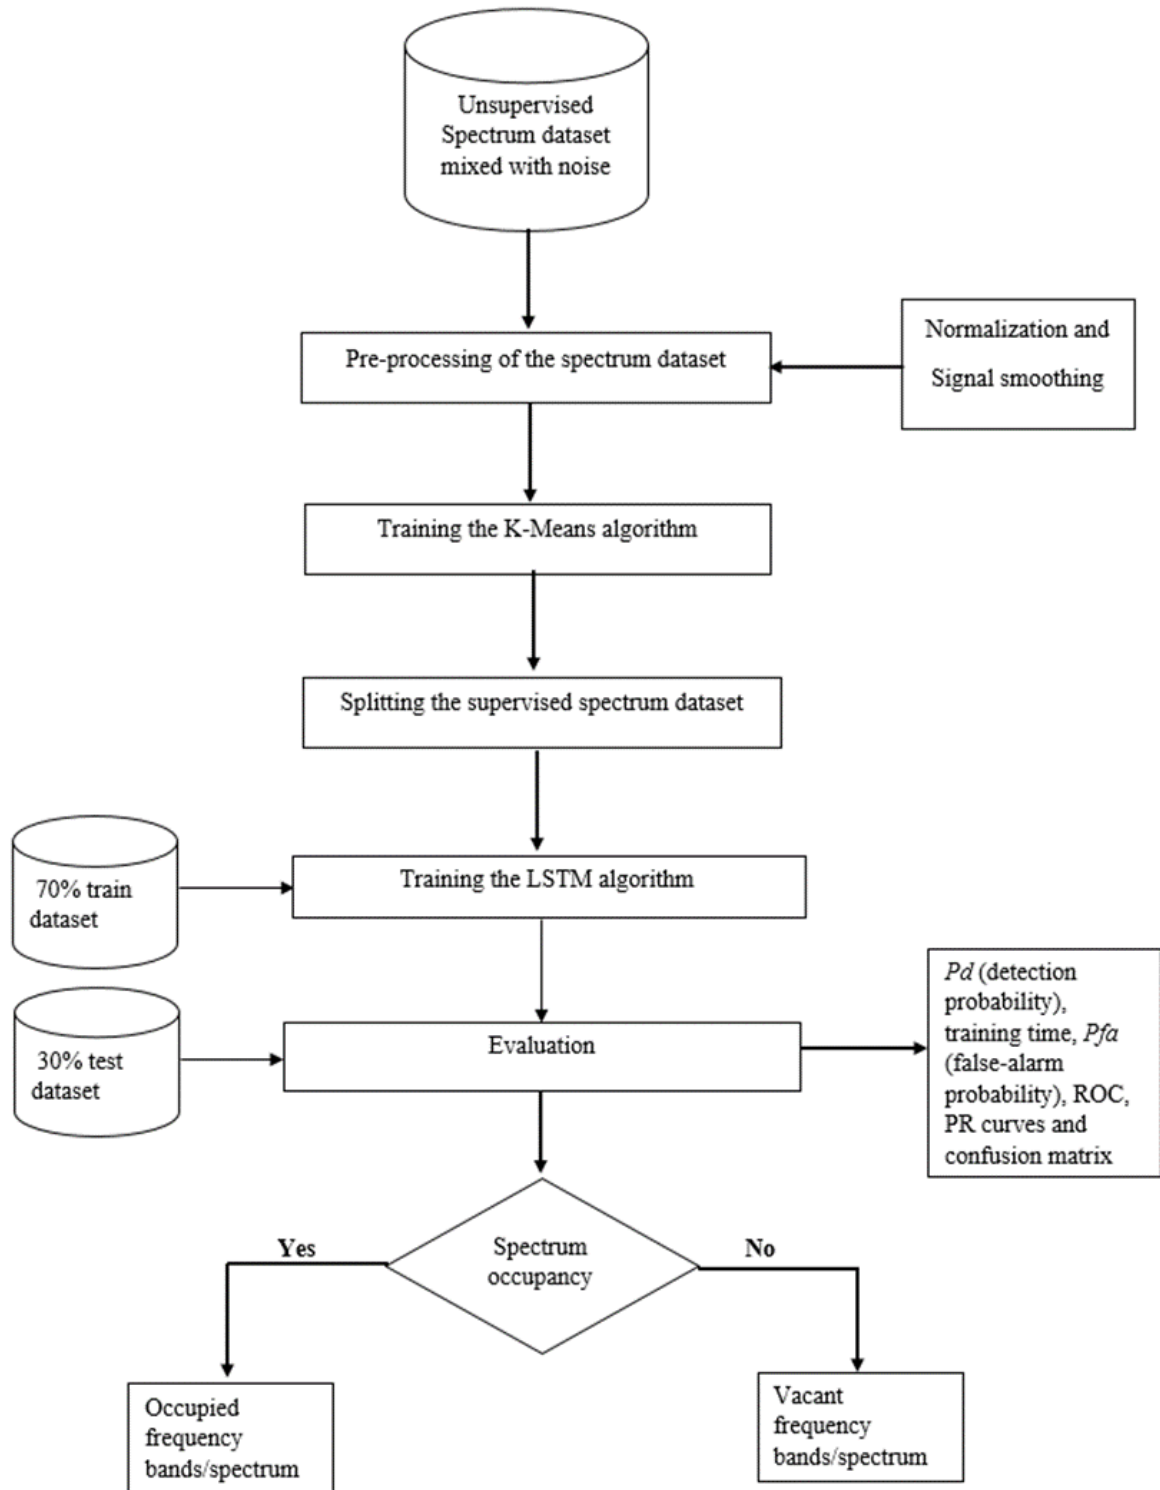 Unsupervised
Spectrum dataset
mixed with noise
Pre-processing of the spectrum dataset
Normalization and
Signal smoothing
Training the K-Means algorithm
Splitting the supervised spectrum dataset
70% train
dataset
Training the LSTM algorithm
30% test
dataset
Evaluation
Pd (detection
probability),
training time, Pfa
(false-alarm
probability), ROC,
PR curves and
confusion matrix
Spectrum
occupancy
Yes
No
Occupied
frequency
bands/spectrum
Vacant
frequency
bands/spectrum